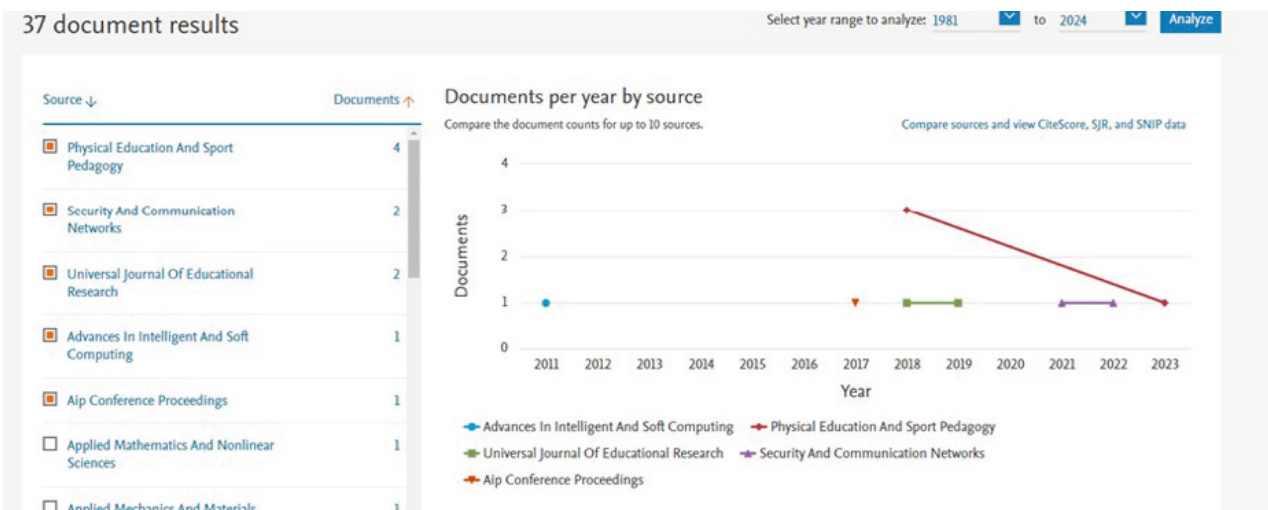 37 document results
Select year range to analyze: 1981 to 2024 Analyze
Source ↓ Documents ↑
Physical Education And Sport
Pedagogy
4
Security And Communication
Networks
2
Universal Journal Of Educational
Research
2
Advances In Intelligent And Soft
Computing
1
Aip Conference Proceedings 1
Applied Mathematics And Nonlinear
Sciences
1
Applied Mechanics And Materials 1
Documents per year by source
Compare the document counts for up to 10 sources.
Compare sources and view CiteScore, SJR, and SNIP data
Documents
4
3
2
1
0
2011 2012 2013 2014 2015 2016 2017 2018 2019 2020 2021 2022 2023
Year
Advances In Intelligent And Soft Computing Physical Education And Sport Pedagogy
Universal Journal Of Educational Research Security And Communication Networks
Aip Conference Proceedings